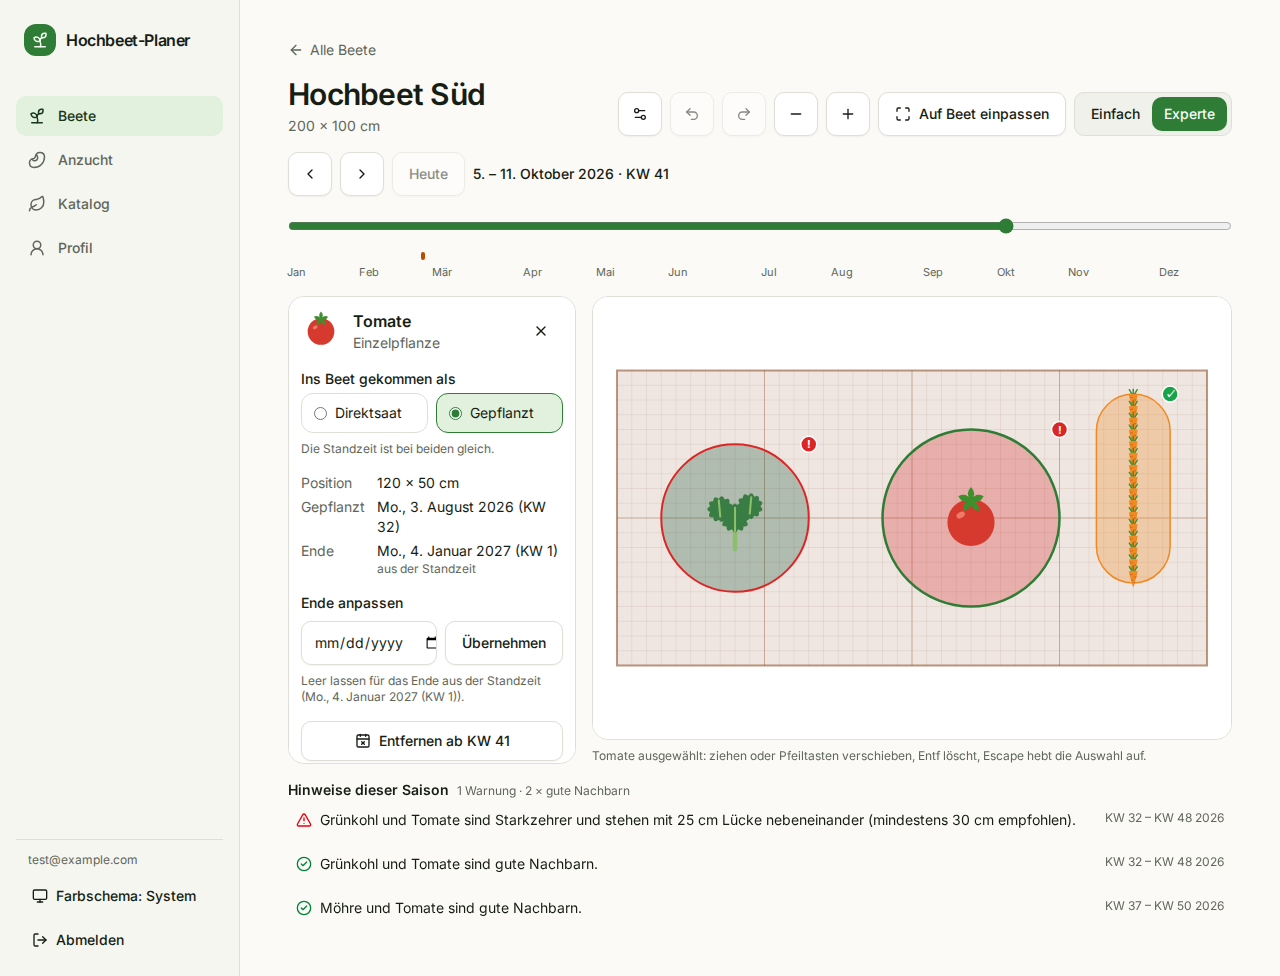 Hochbeet-Planer
Beete
Anzucht
Katalog
Profil
test@example.com
Farbschema: System
Abmelden
Alle Beete
Hochbeet Süd
200 × 100 cm
Auf Beet einpassen
Einfach
Experte
Heute
5. – 11. Oktober 2026 · KW 41
Jan Feb Mär Apr Mai Jun Jul Aug Sep Okt Nov Dez
Tomate
Einzelpflanze
Ins Beet gekommen als
Direktsaat
Gepflanzt
Die Standzeit ist bei beiden gleich.
Position 120 × 50 cm
Gepflanzt Mo., 3. August 2026 (KW
32)
Ende Mo., 4. Januar 2027 (KW 1)
aus der Standzeit
Ende anpassen
mm/dd/yyyy
Übernehmen
Leer lassen für das Ende aus der Standzeit
(Mo., 4. Januar 2027 (KW 1)).
Entfernen ab KW 41
Tomate ausgewählt: ziehen oder Pfeiltasten verschieben, Entf löscht, Escape hebt die Auswahl auf.
Hinweise dieser Saison 1 Warnung · 2 × gute Nachbarn
Grünkohl und Tomate sind Starkzehrer und stehen mit 25 cm Lücke nebeneinander (mindestens 30 cm empfohlen). KW 32 – KW 48 2026
Grünkohl und Tomate sind gute Nachbarn. KW 32 – KW 48 2026
Möhre und Tomate sind gute Nachbarn. KW 37 – KW 50 2026